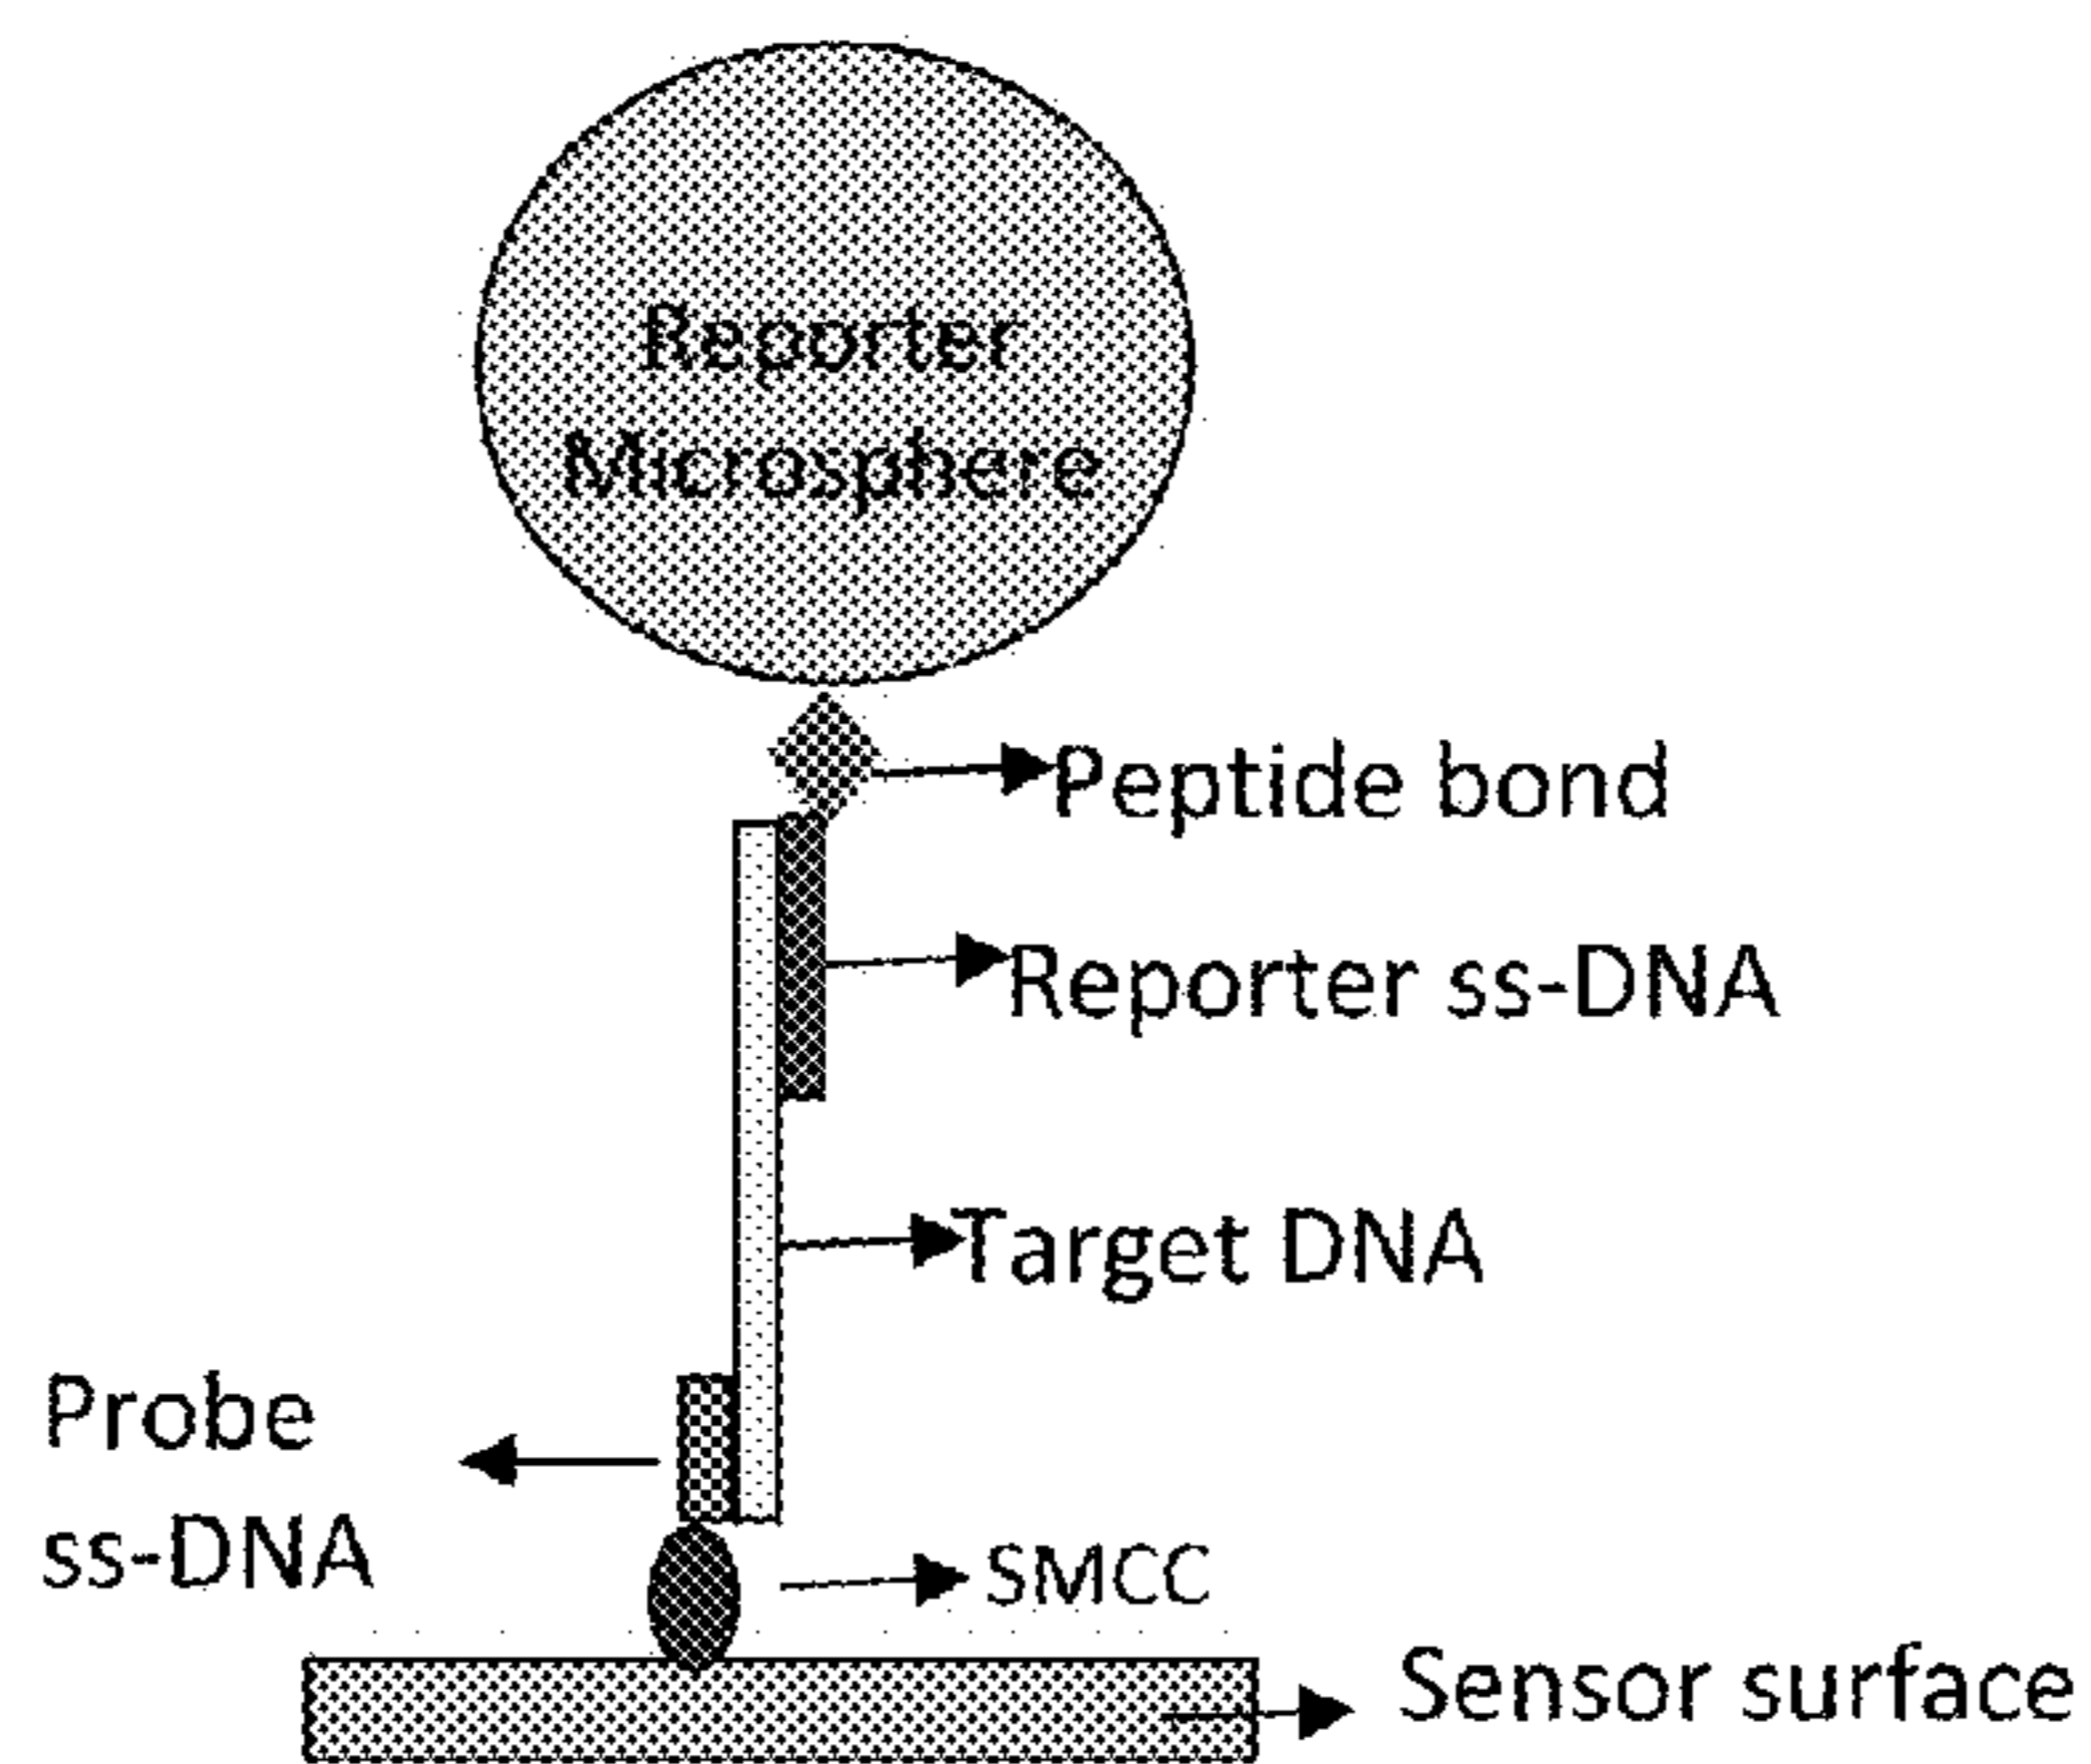 Reporter
Microsphere
Peptide bond
Reporter ss-DNA
Target DNA
Probe
ss-DNA
SMCC
Sensor surface